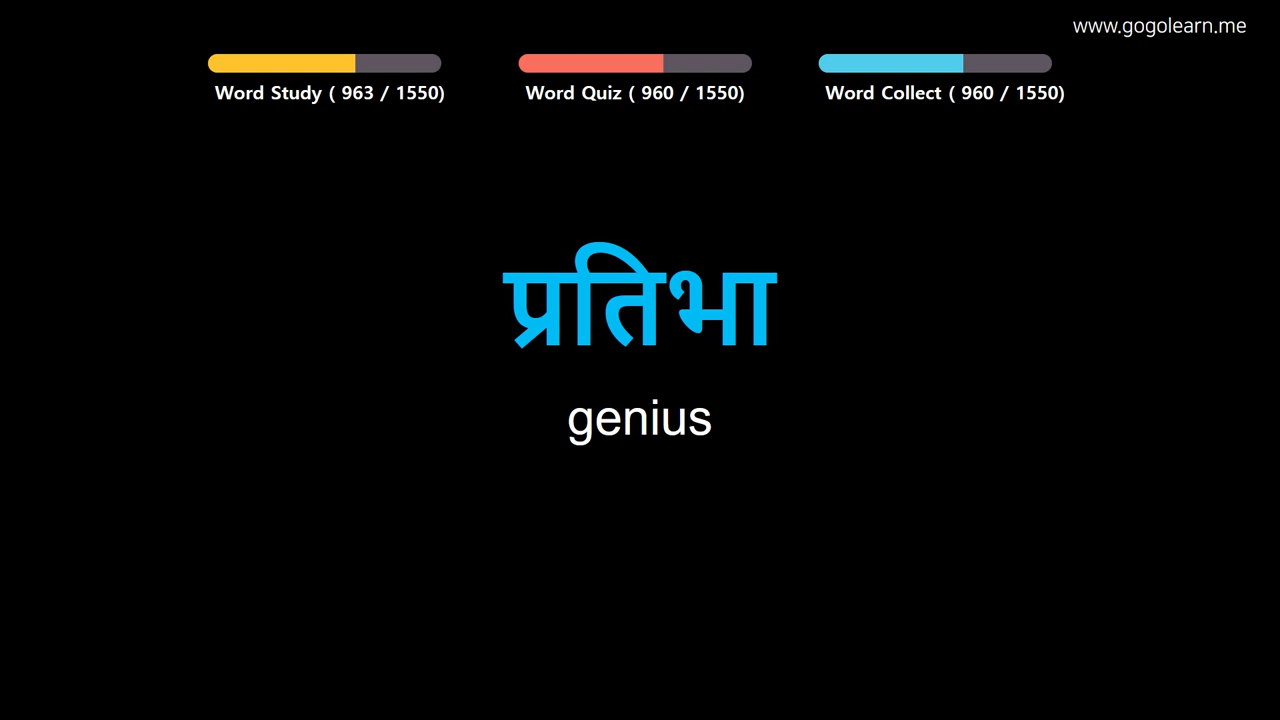 www.gogolearn.me
Word Study ( 963 / 1550)
Word Quiz ( 960 / 1550)
Word Collect ( 960 / 1550)
प्रतिभा
genius